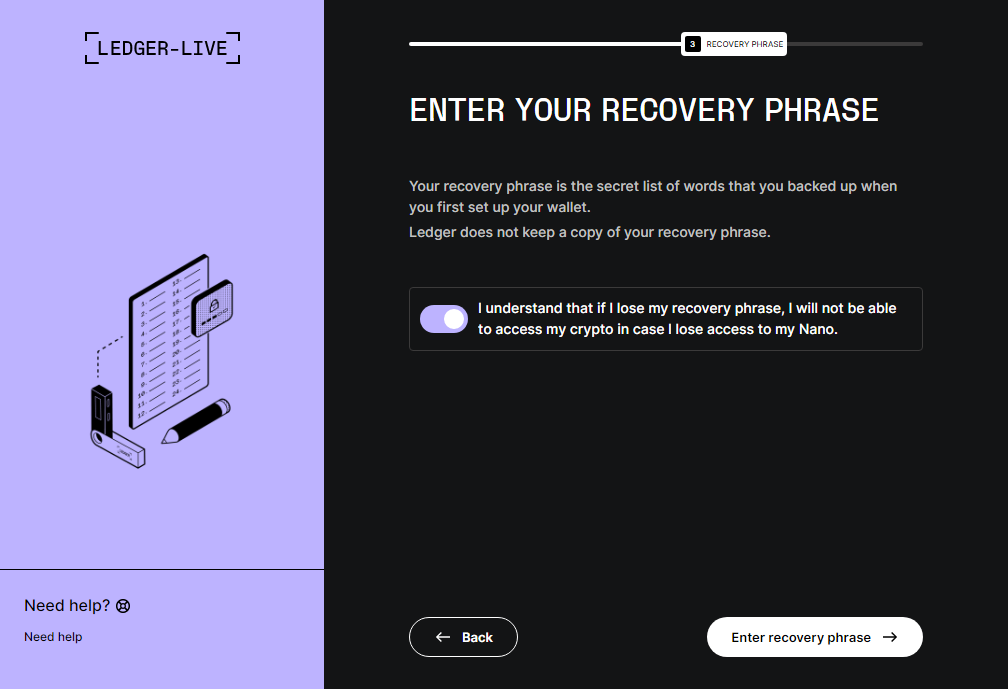 LEDGER-LIVE
3 RECOVERY PHRASE
ENTER YOUR RECOVERY PHRASE
Your recovery phrase is the secret list of words that you backed up when
you first set up your wallet.
Ledger does not keep a copy of your recovery phrase.
I understand that if I lose my recovery phrase, I will not be able
to access my crypto in case I lose access to my Nano.
Need help?
Need help
Back
Enter recovery phrase